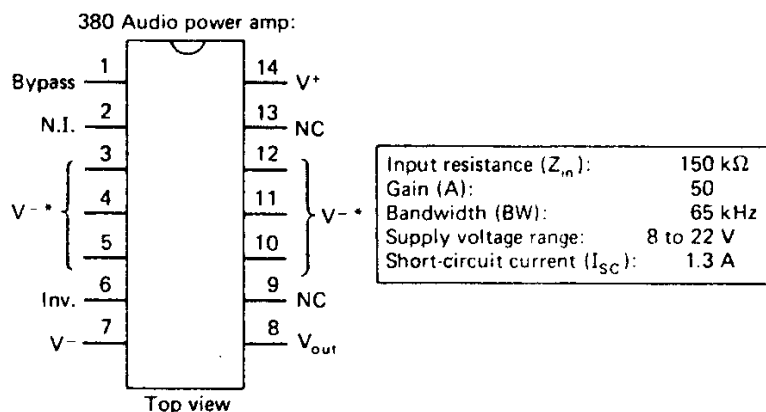 380 Audio power amp:
Bypass 1 14 V⁺
N.I. 2 13 NC
3 12
V⁻* 4 11 V⁻*
5 10
Inv. 6 9 NC
V⁻ 7 8 V_out
Top view
Input resistance (Z_in): 150 kΩ
Gain (A): 50
Bandwidth (BW): 65 kHz
Supply voltage range: 8 to 22 V
Short-circuit current (I_SC): 1.3 A